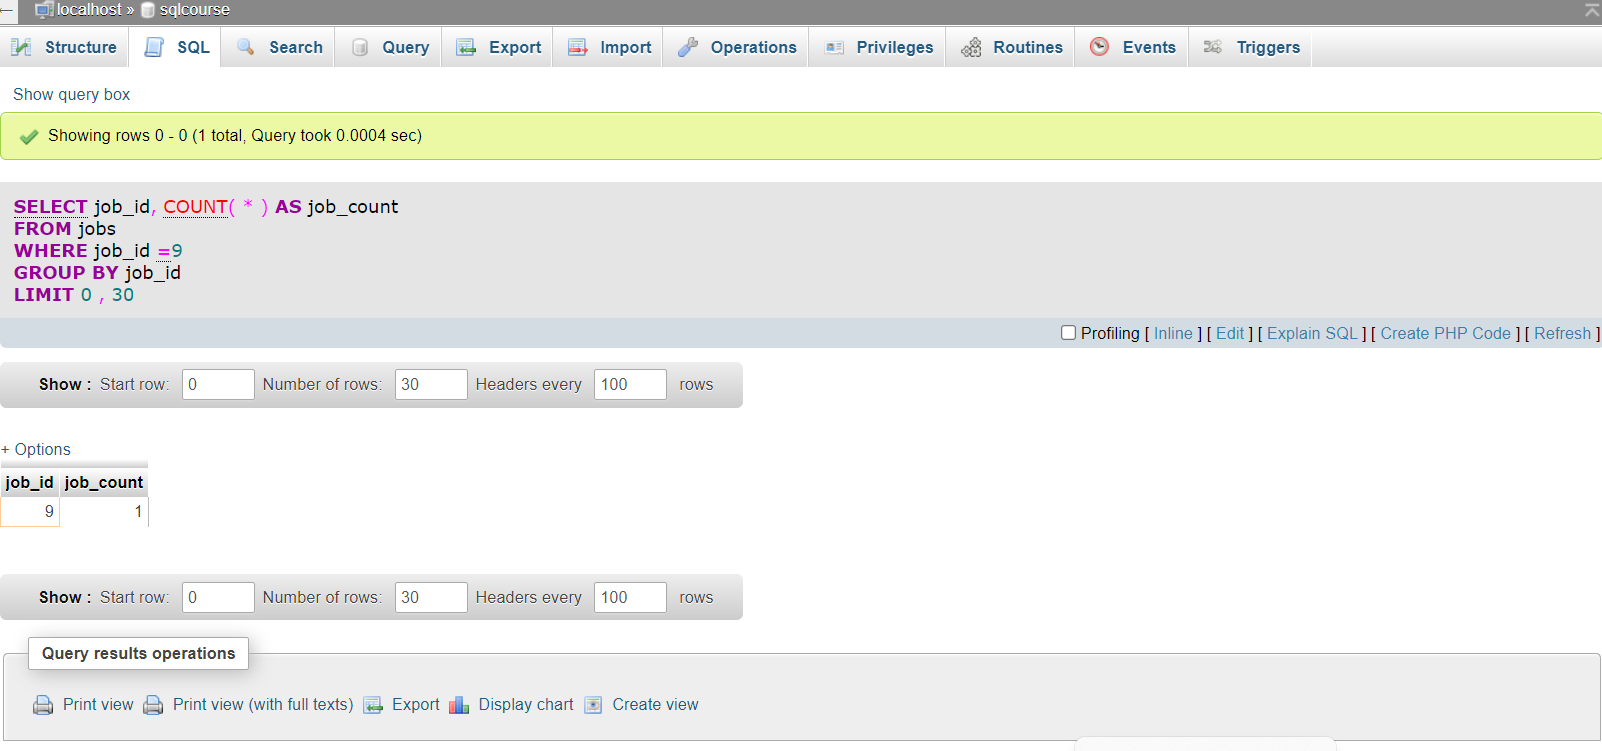 localhost » sqlcourse
Structure SQL Search Query Export Import Operations Privileges Routines Events Triggers
Show query box
Showing rows 0 - 0 (1 total, Query took 0.0004 sec)
SELECT job_id, COUNT( * ) AS job_count
FROM jobs
WHERE job_id =9
GROUP BY job_id
LIMIT 0 , 30
Profiling [ Inline ] [ Edit ] [ Explain SQL ] [ Create PHP Code ] [ Refresh ]
Show : Start row: 0 Number of rows: 30 Headers every 100 rows
+ Options
job_id job_count
9 1
Show : Start row: 0 Number of rows: 30 Headers every 100 rows
Query results operations
Print view Print view (with full texts) Export Display chart Create view